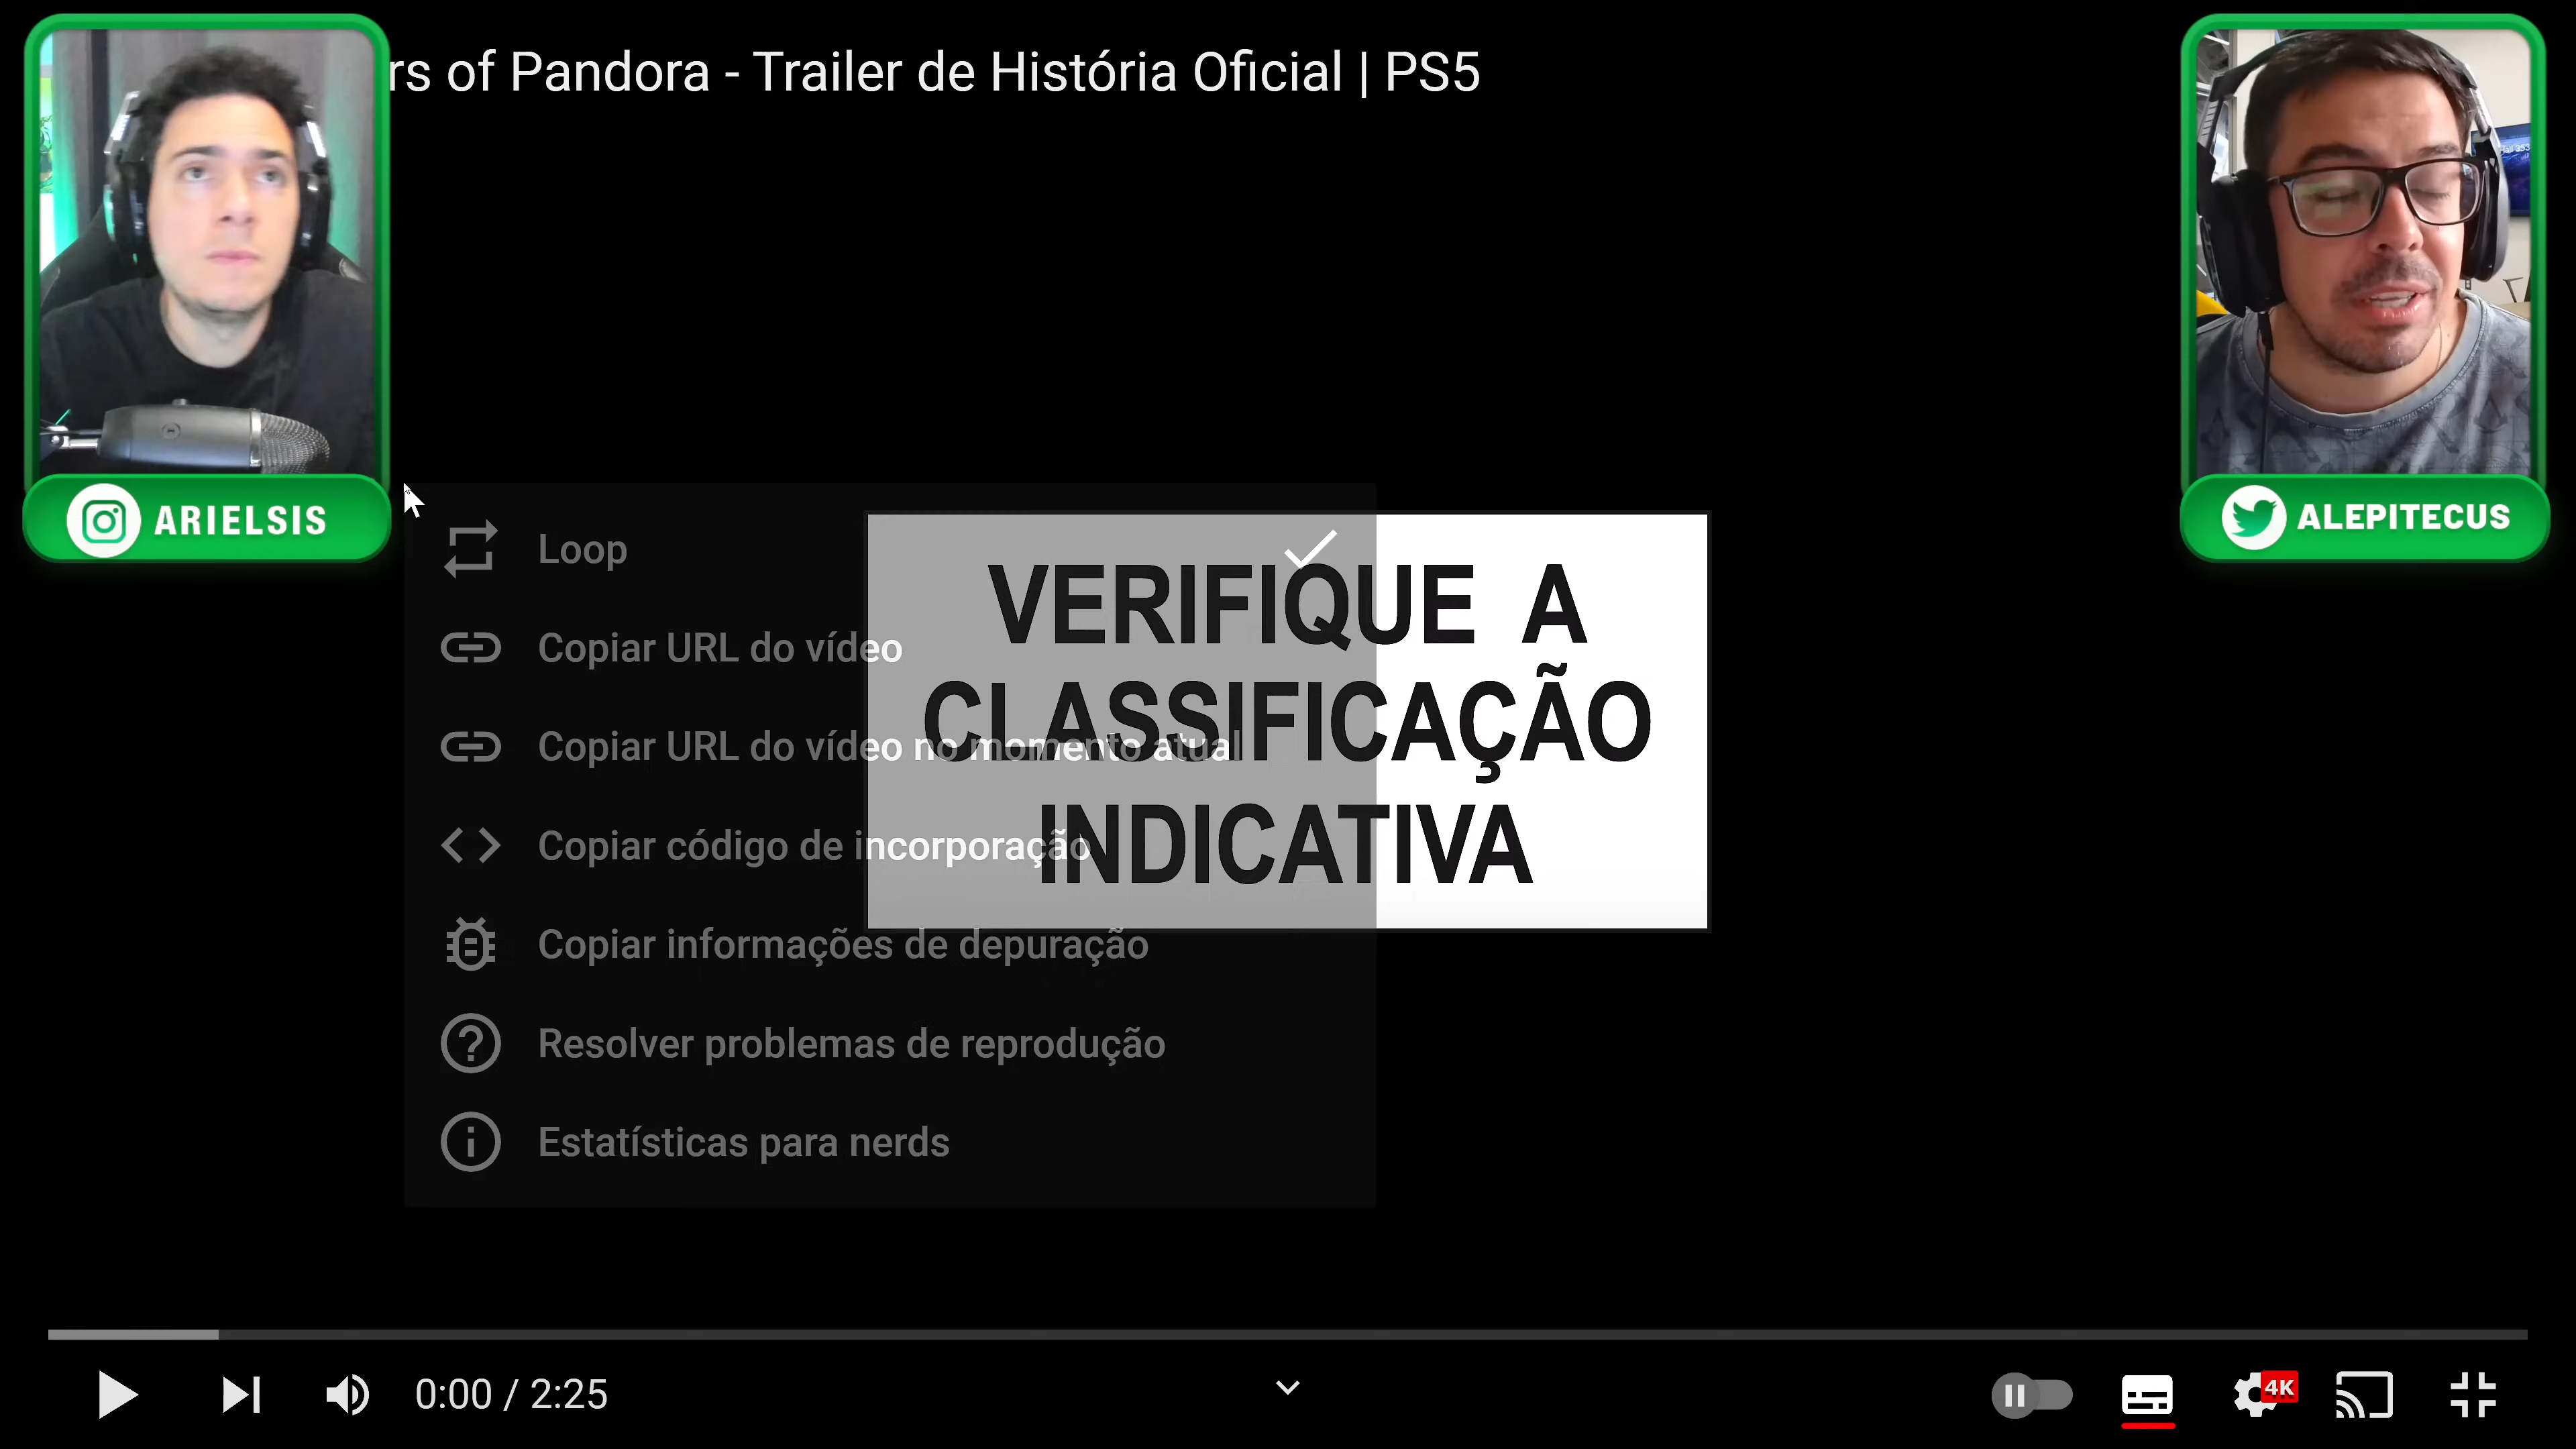 rs of Pandora - Trailer de História Oficial | PS5
ARIELSIS
ALEPITECUS
Loop
Copiar URL do vídeo
Copiar URL do vídeo no momento atual
Copiar código de incorporação
Copiar informações de depuração
Resolver problemas de reprodução
Estatísticas para nerds
VERIFIQUE A
CLASSIFICAÇÃO
INDICATIVA
0:00 / 2:25
4K